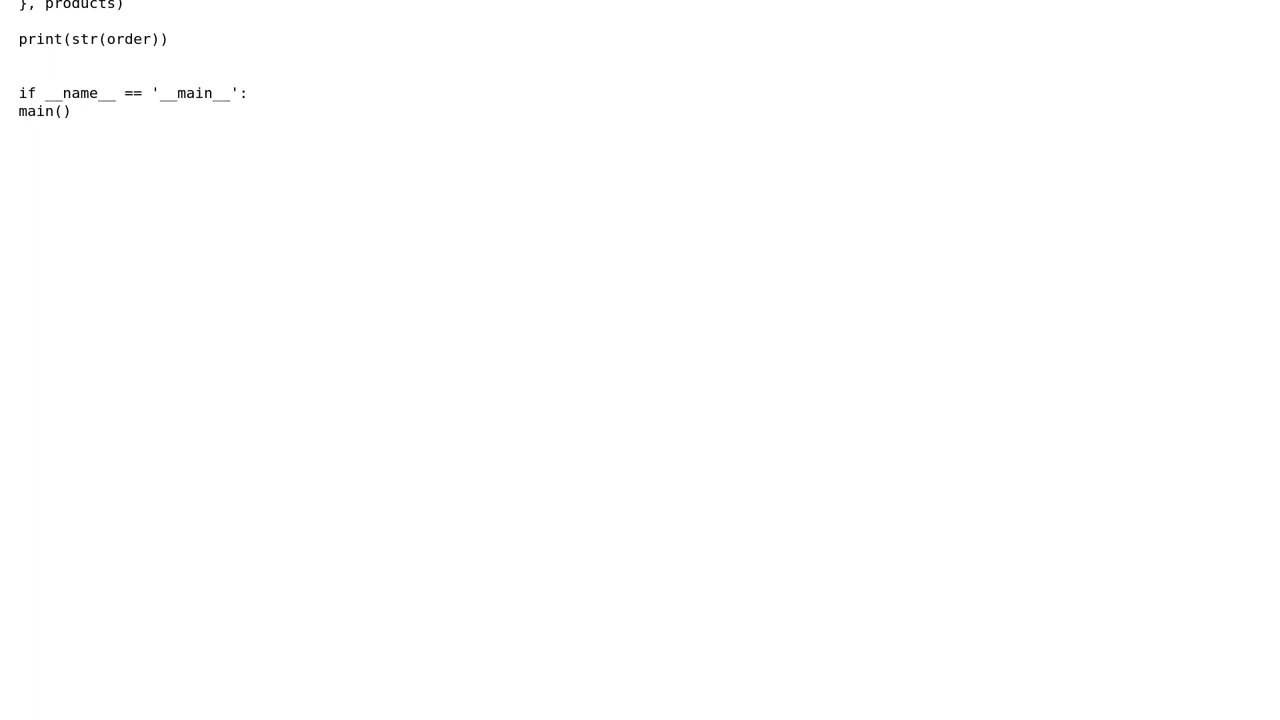 }, products)
print(str(order))
if __name__ == '__main__':
main()